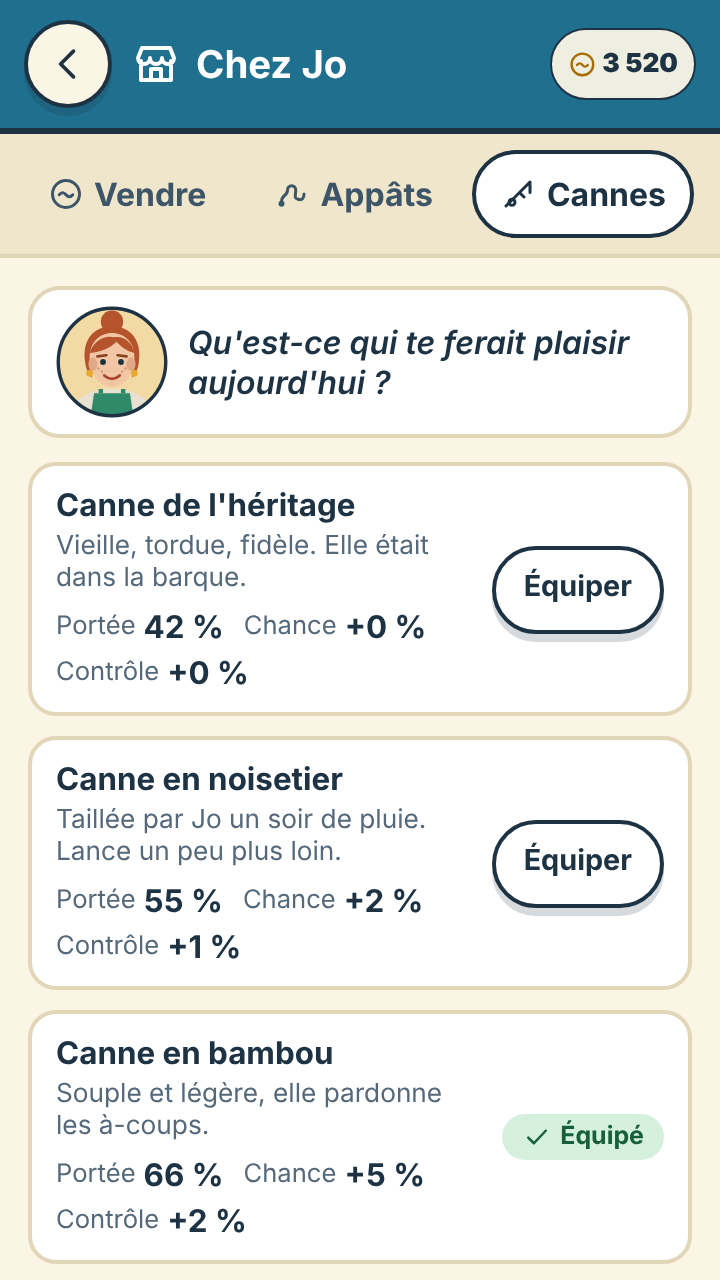 Chez Jo
3 520
Vendre
Appâts
Cannes
Qu'est-ce qui te ferait plaisir
aujourd'hui ?
Canne de l'héritage
Vieille, tordue, fidèle. Elle était
dans la barque.
Portée 42 % Chance +0 %
Contrôle +0 %
Équiper
Canne en noisetier
Taillée par Jo un soir de pluie.
Lance un peu plus loin.
Portée 55 % Chance +2 %
Contrôle +1 %
Équiper
Canne en bambou
Souple et légère, elle pardonne
les à-coups.
Portée 66 % Chance +5 %
Contrôle +2 %
Équipé